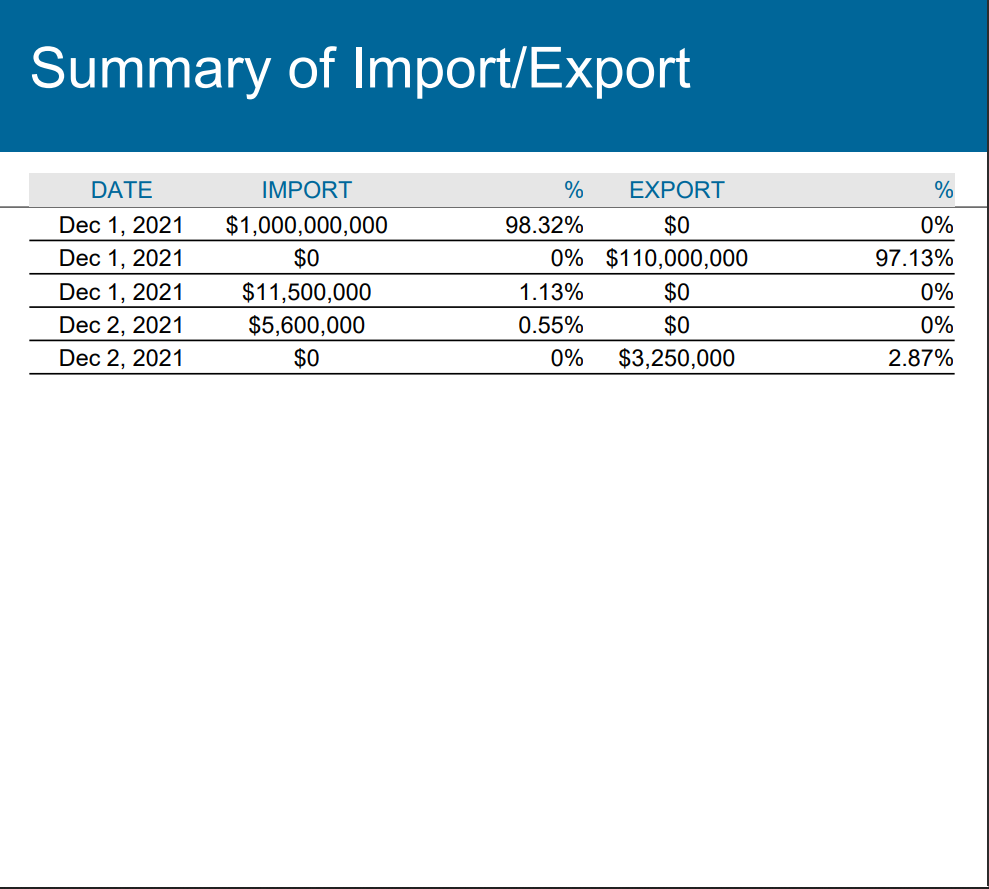 Summary of Import/Export
DATE IMPORT % EXPORT %
Dec 1, 2021 $1,000,000,000 98.32% $0 0%
Dec 1, 2021 $0 0% $110,000,000 97.13%
Dec 1, 2021 $11,500,000 1.13% $0 0%
Dec 2, 2021 $5,600,000 0.55% $0 0%
Dec 2, 2021 $0 0% $3,250,000 2.87%